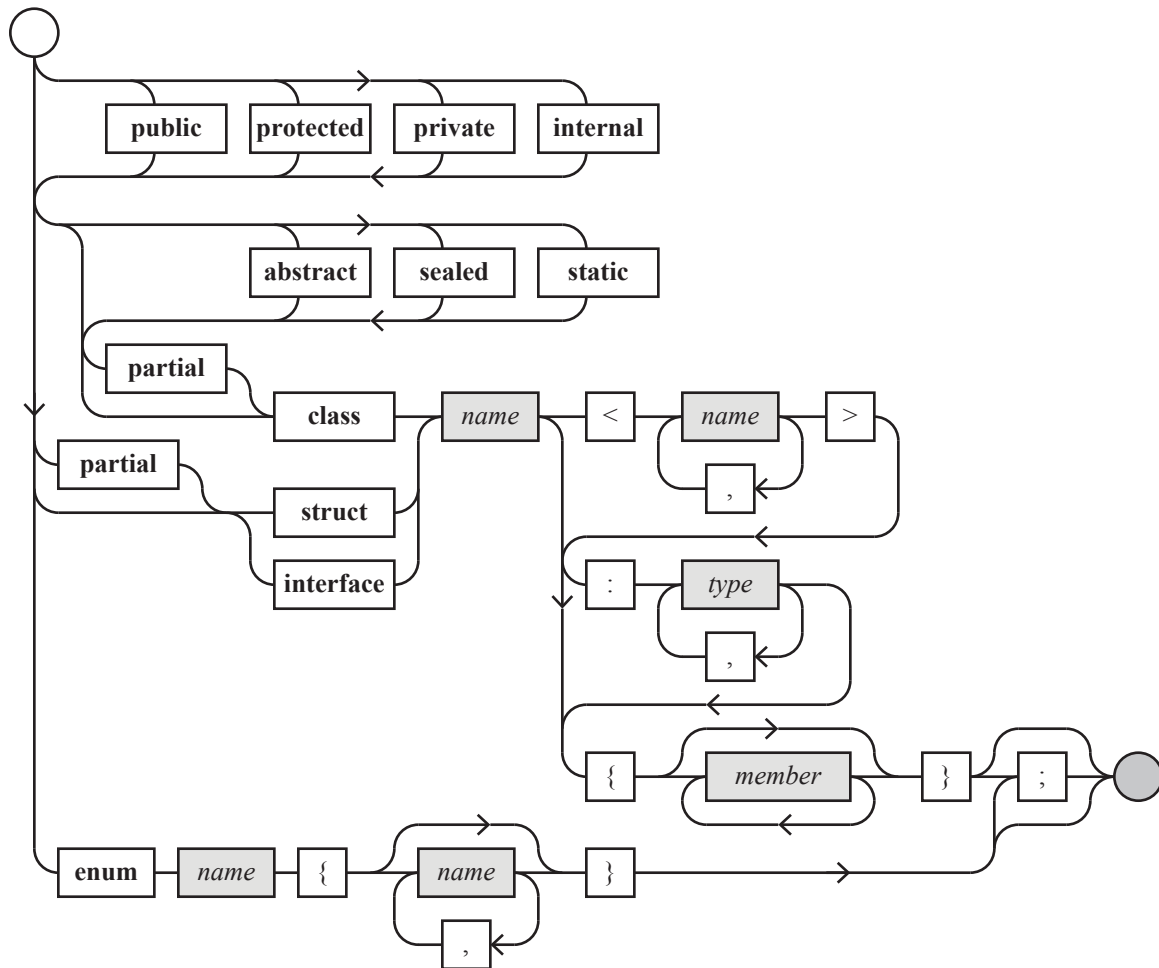 public protected private internal
abstract sealed static
partial
class name < name >
partial
,
struct
interface : type
,
{ member } ;
enum name { name }
,